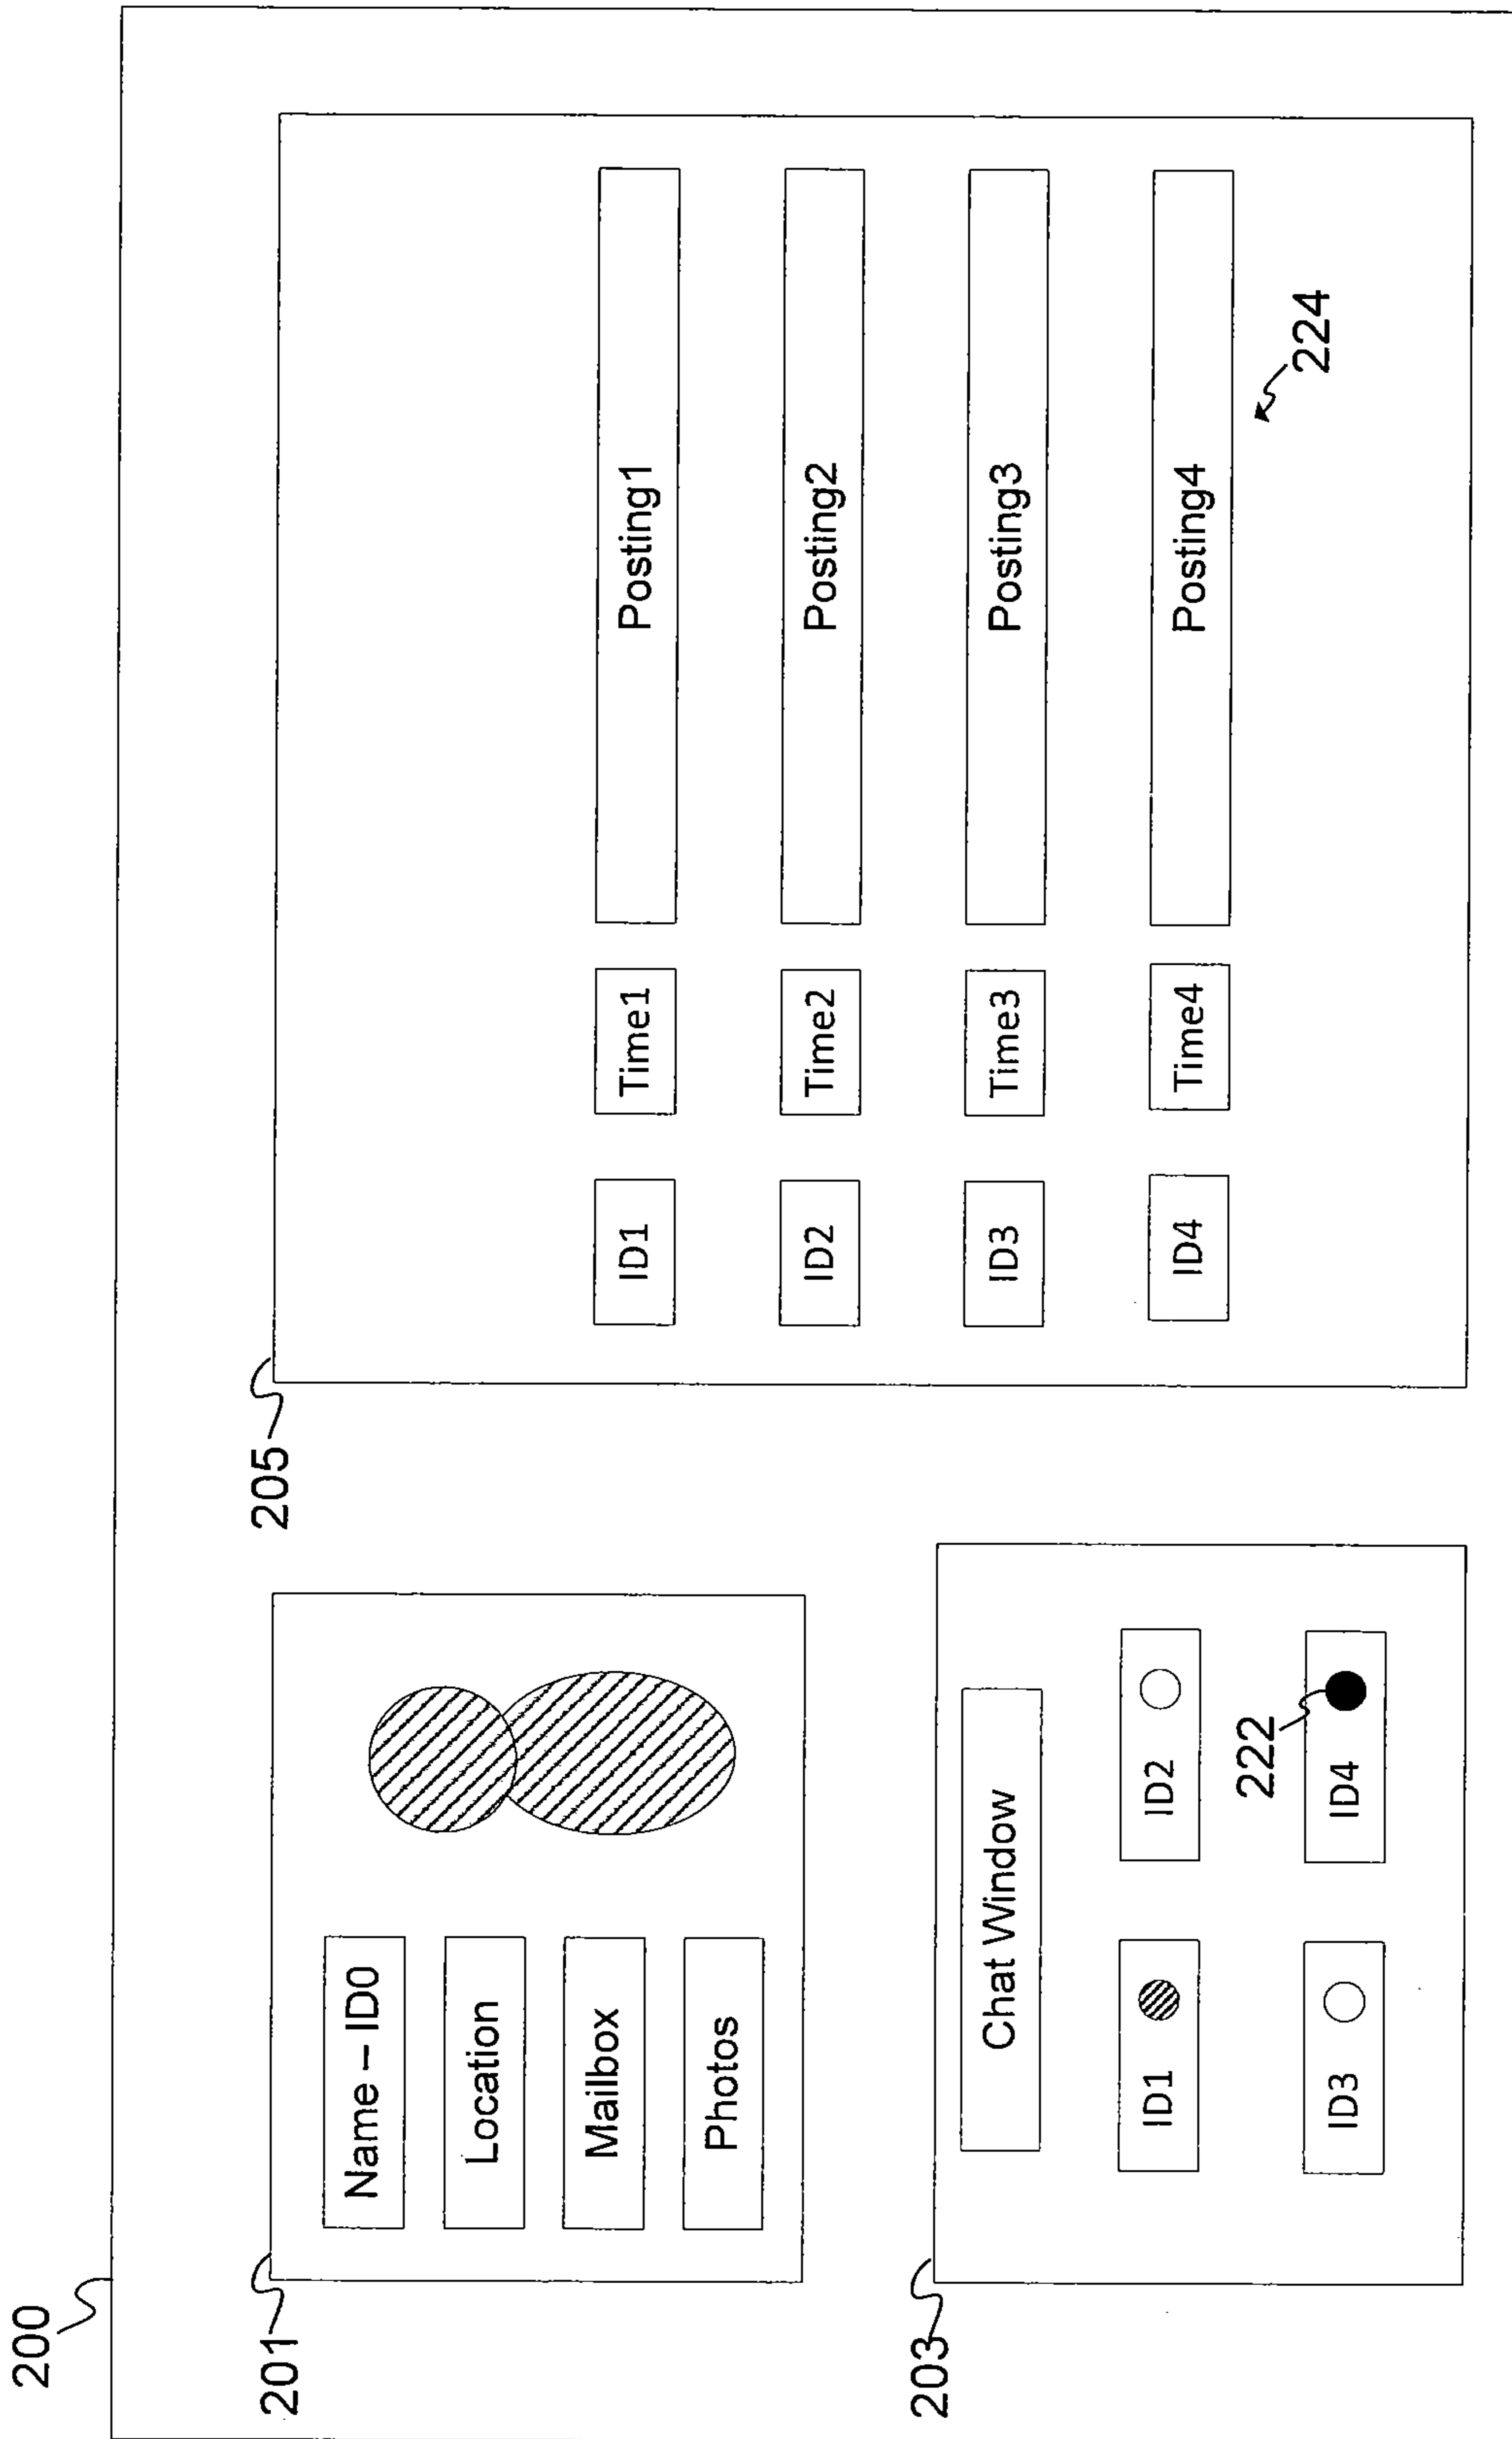 200
201
Name – ID0
Location
Mailbox
Photos
203
Chat Window
ID1
ID2
ID3
ID4
222
205
ID1 Time1 Posting1
ID2 Time2 Posting2
ID3 Time3 Posting3
ID4 Time4 Posting4
224